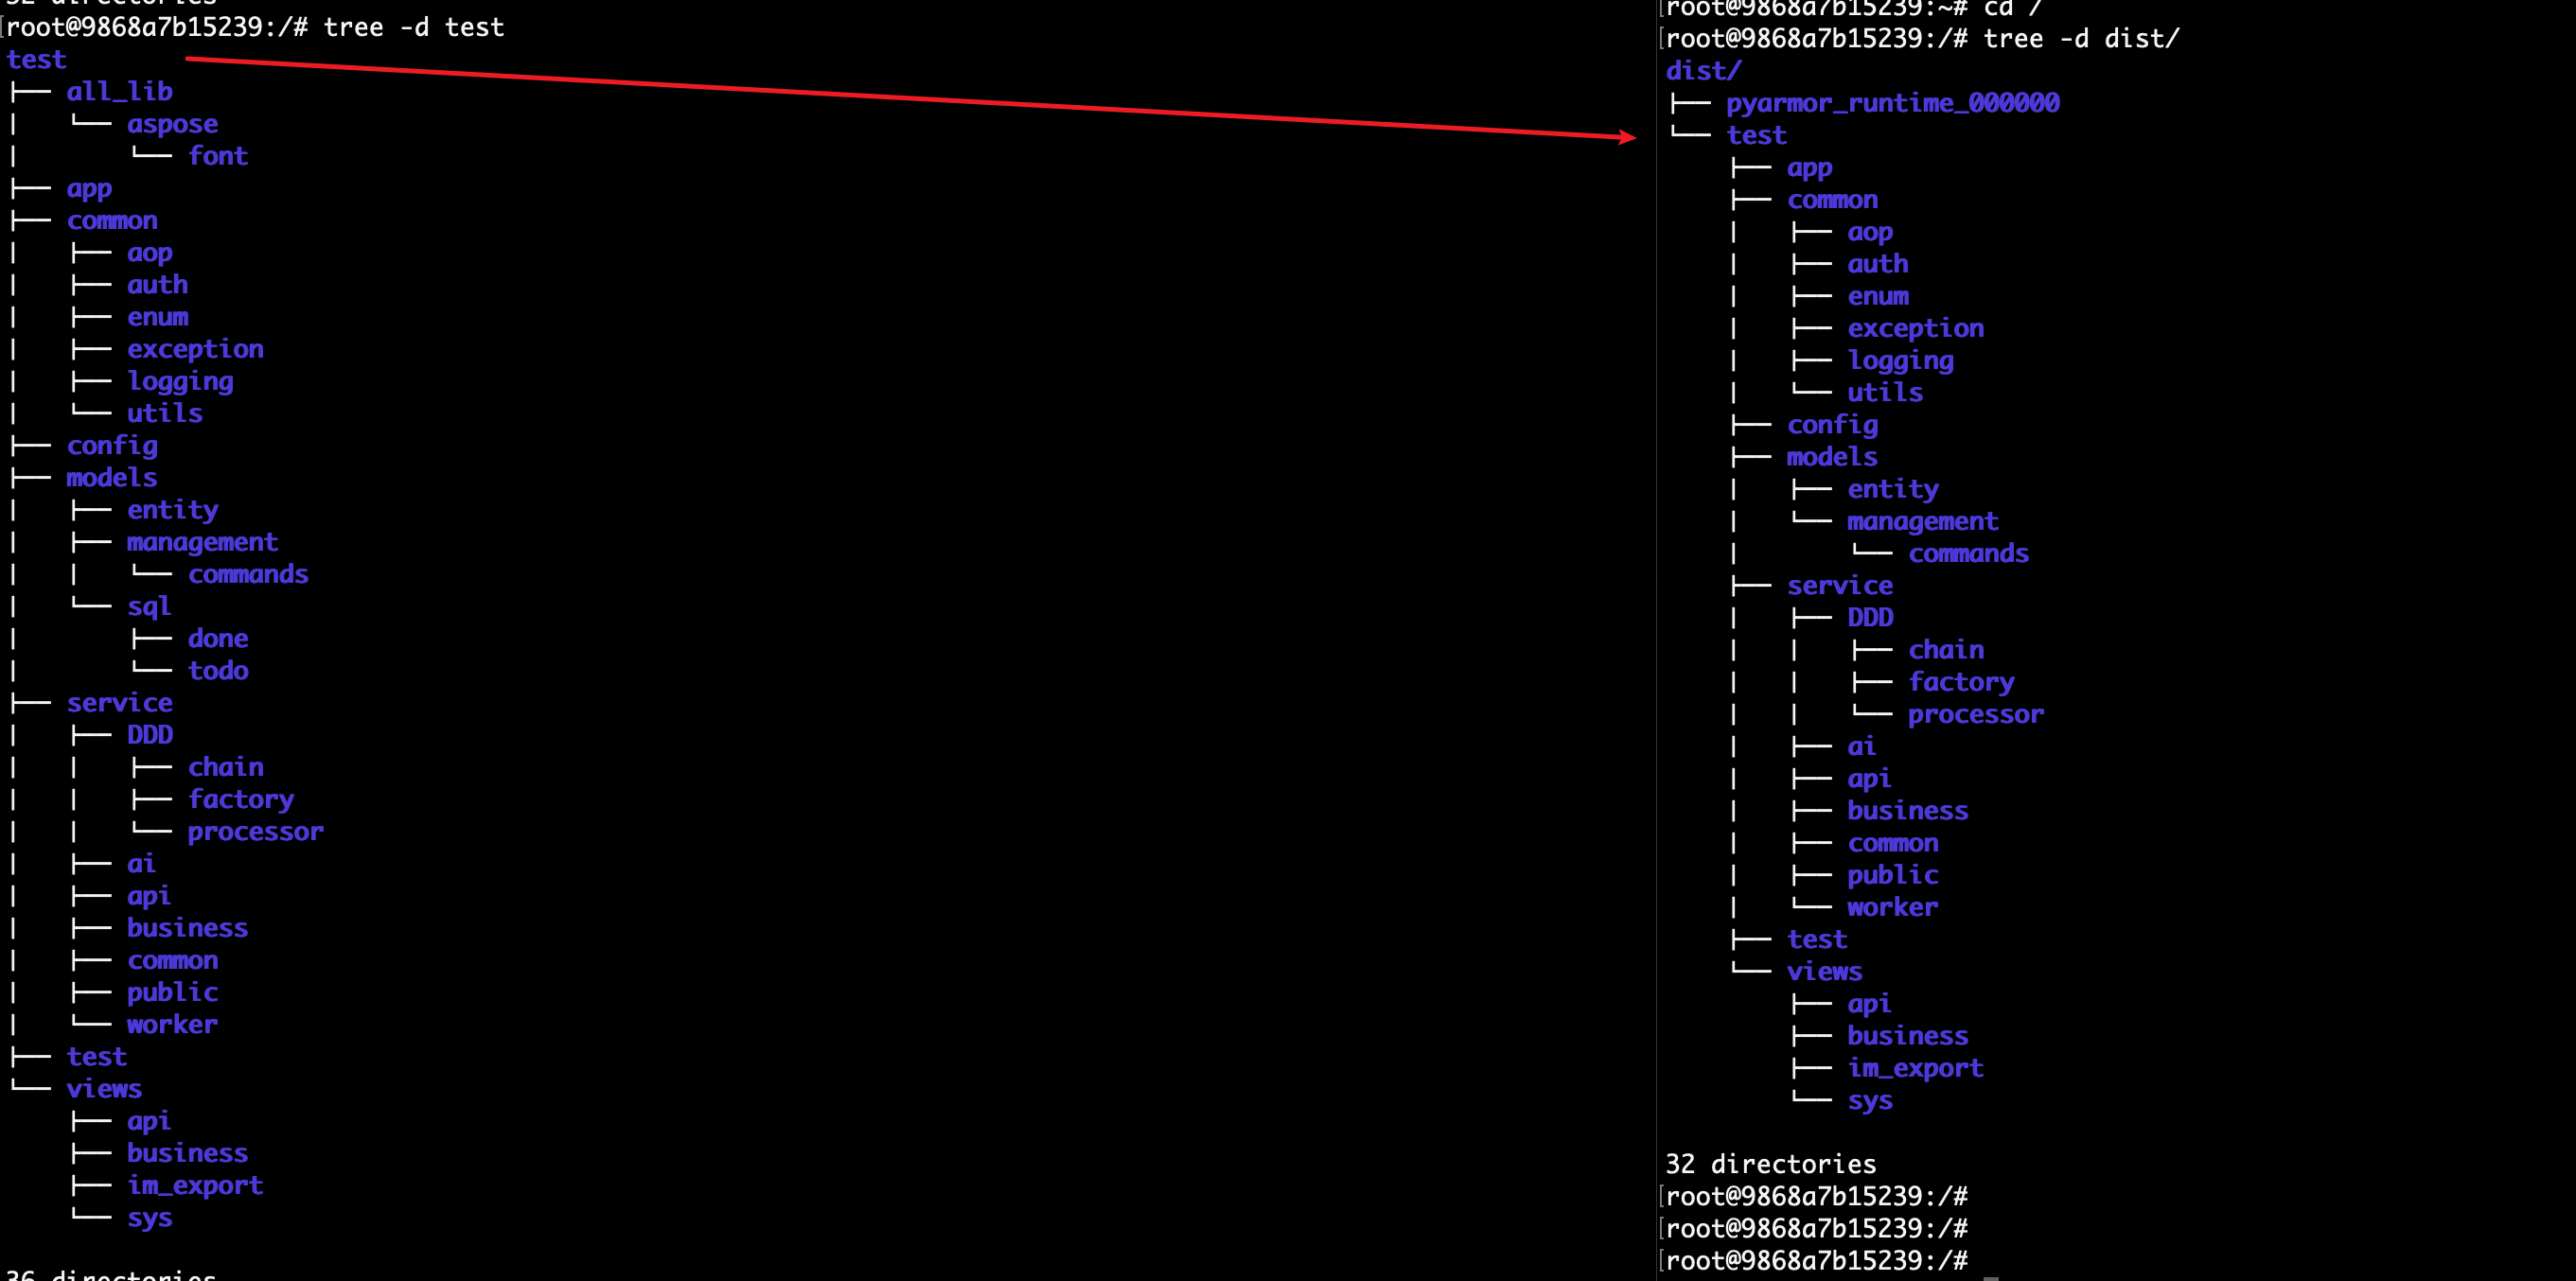 32 directories
[root@9868a7b15239:/# tree -d test
test
├── all_lib
│   └── aspose
│       └── font
├── app
├── common
│   ├── aop
│   ├── auth
│   ├── enum
│   ├── exception
│   ├── logging
│   └── utils
├── config
├── models
│   ├── entity
│   ├── management
│   │   └── commands
│   └── sql
│       ├── done
│       └── todo
├── service
│   ├── DDD
│   │   ├── chain
│   │   ├── factory
│   │   └── processor
│   ├── ai
│   ├── api
│   ├── business
│   ├── common
│   ├── public
│   └── worker
├── test
└── views
    ├── api
    ├── business
    ├── im_export
    └── sys
36 directories
[root@9868a7b15239:~# cd /
[root@9868a7b15239:/# tree -d dist/
dist/
├── pyarmor_runtime_000000
└── test
    ├── app
    ├── common
    │   ├── aop
    │   ├── auth
    │   ├── enum
    │   ├── exception
    │   ├── logging
    │   └── utils
    ├── config
    ├── models
    │   ├── entity
    │   └── management
    │       └── commands
    ├── service
    │   ├── DDD
    │   │   ├── chain
    │   │   ├── factory
    │   │   └── processor
    │   ├── ai
    │   ├── api
    │   ├── business
    │   ├── common
    │   ├── public
    │   └── worker
    ├── test
    └── views
        ├── api
        ├── business
        ├── im_export
        └── sys
32 directories
[root@9868a7b15239:/#
[root@9868a7b15239:/#
[root@9868a7b15239:/#